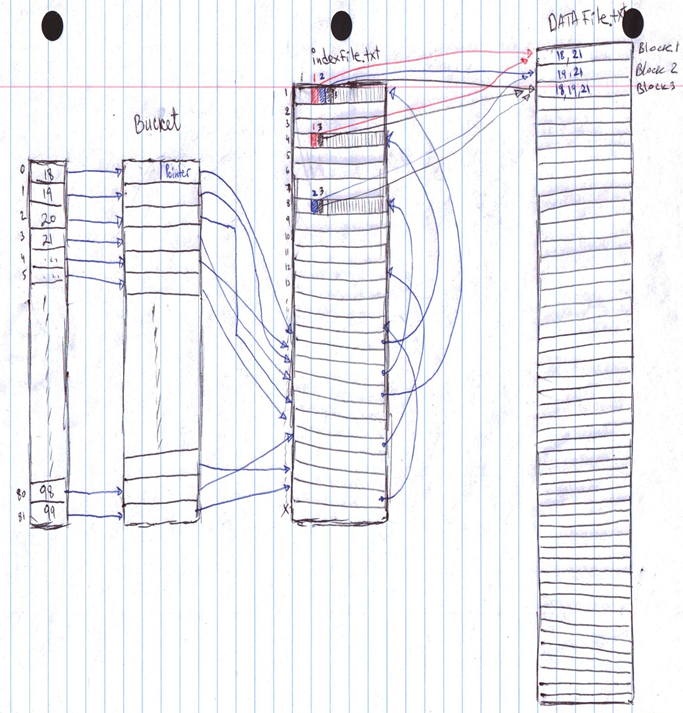 DATAFile.txt
indexFile.txt
18, 21
Block 1
19, 21
Block 2
18, 19, 21
Block 3
Bucket
1 2
1
2
3
4
1 3
5
6
7
8
2 3
9
10
11
12
13
X
Pointer
0 18
1 19
2 20
3 21
4 ...
5 ....
80 98
81 99